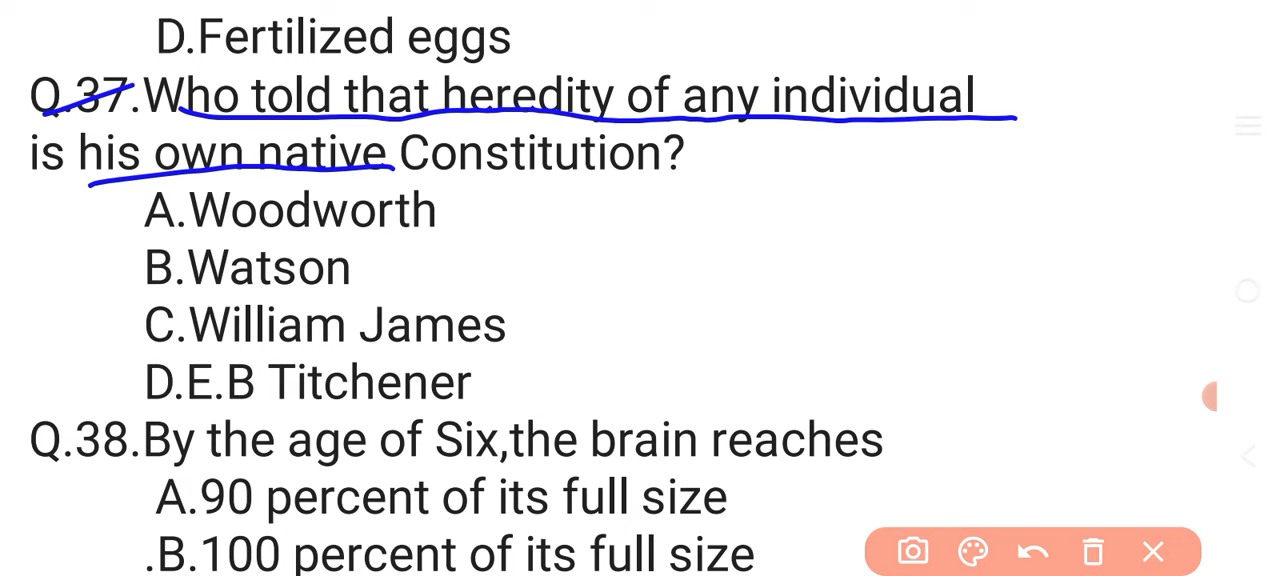 D.Fertilized eggs
Q.37.Who told that heredity of any individual
is his own native Constitution?
A.Woodworth
B.Watson
C.William James
D.E.B Titchener
Q.38.By the age of Six,the brain reaches
A.90 percent of its full size
.B.100 percent of its full size